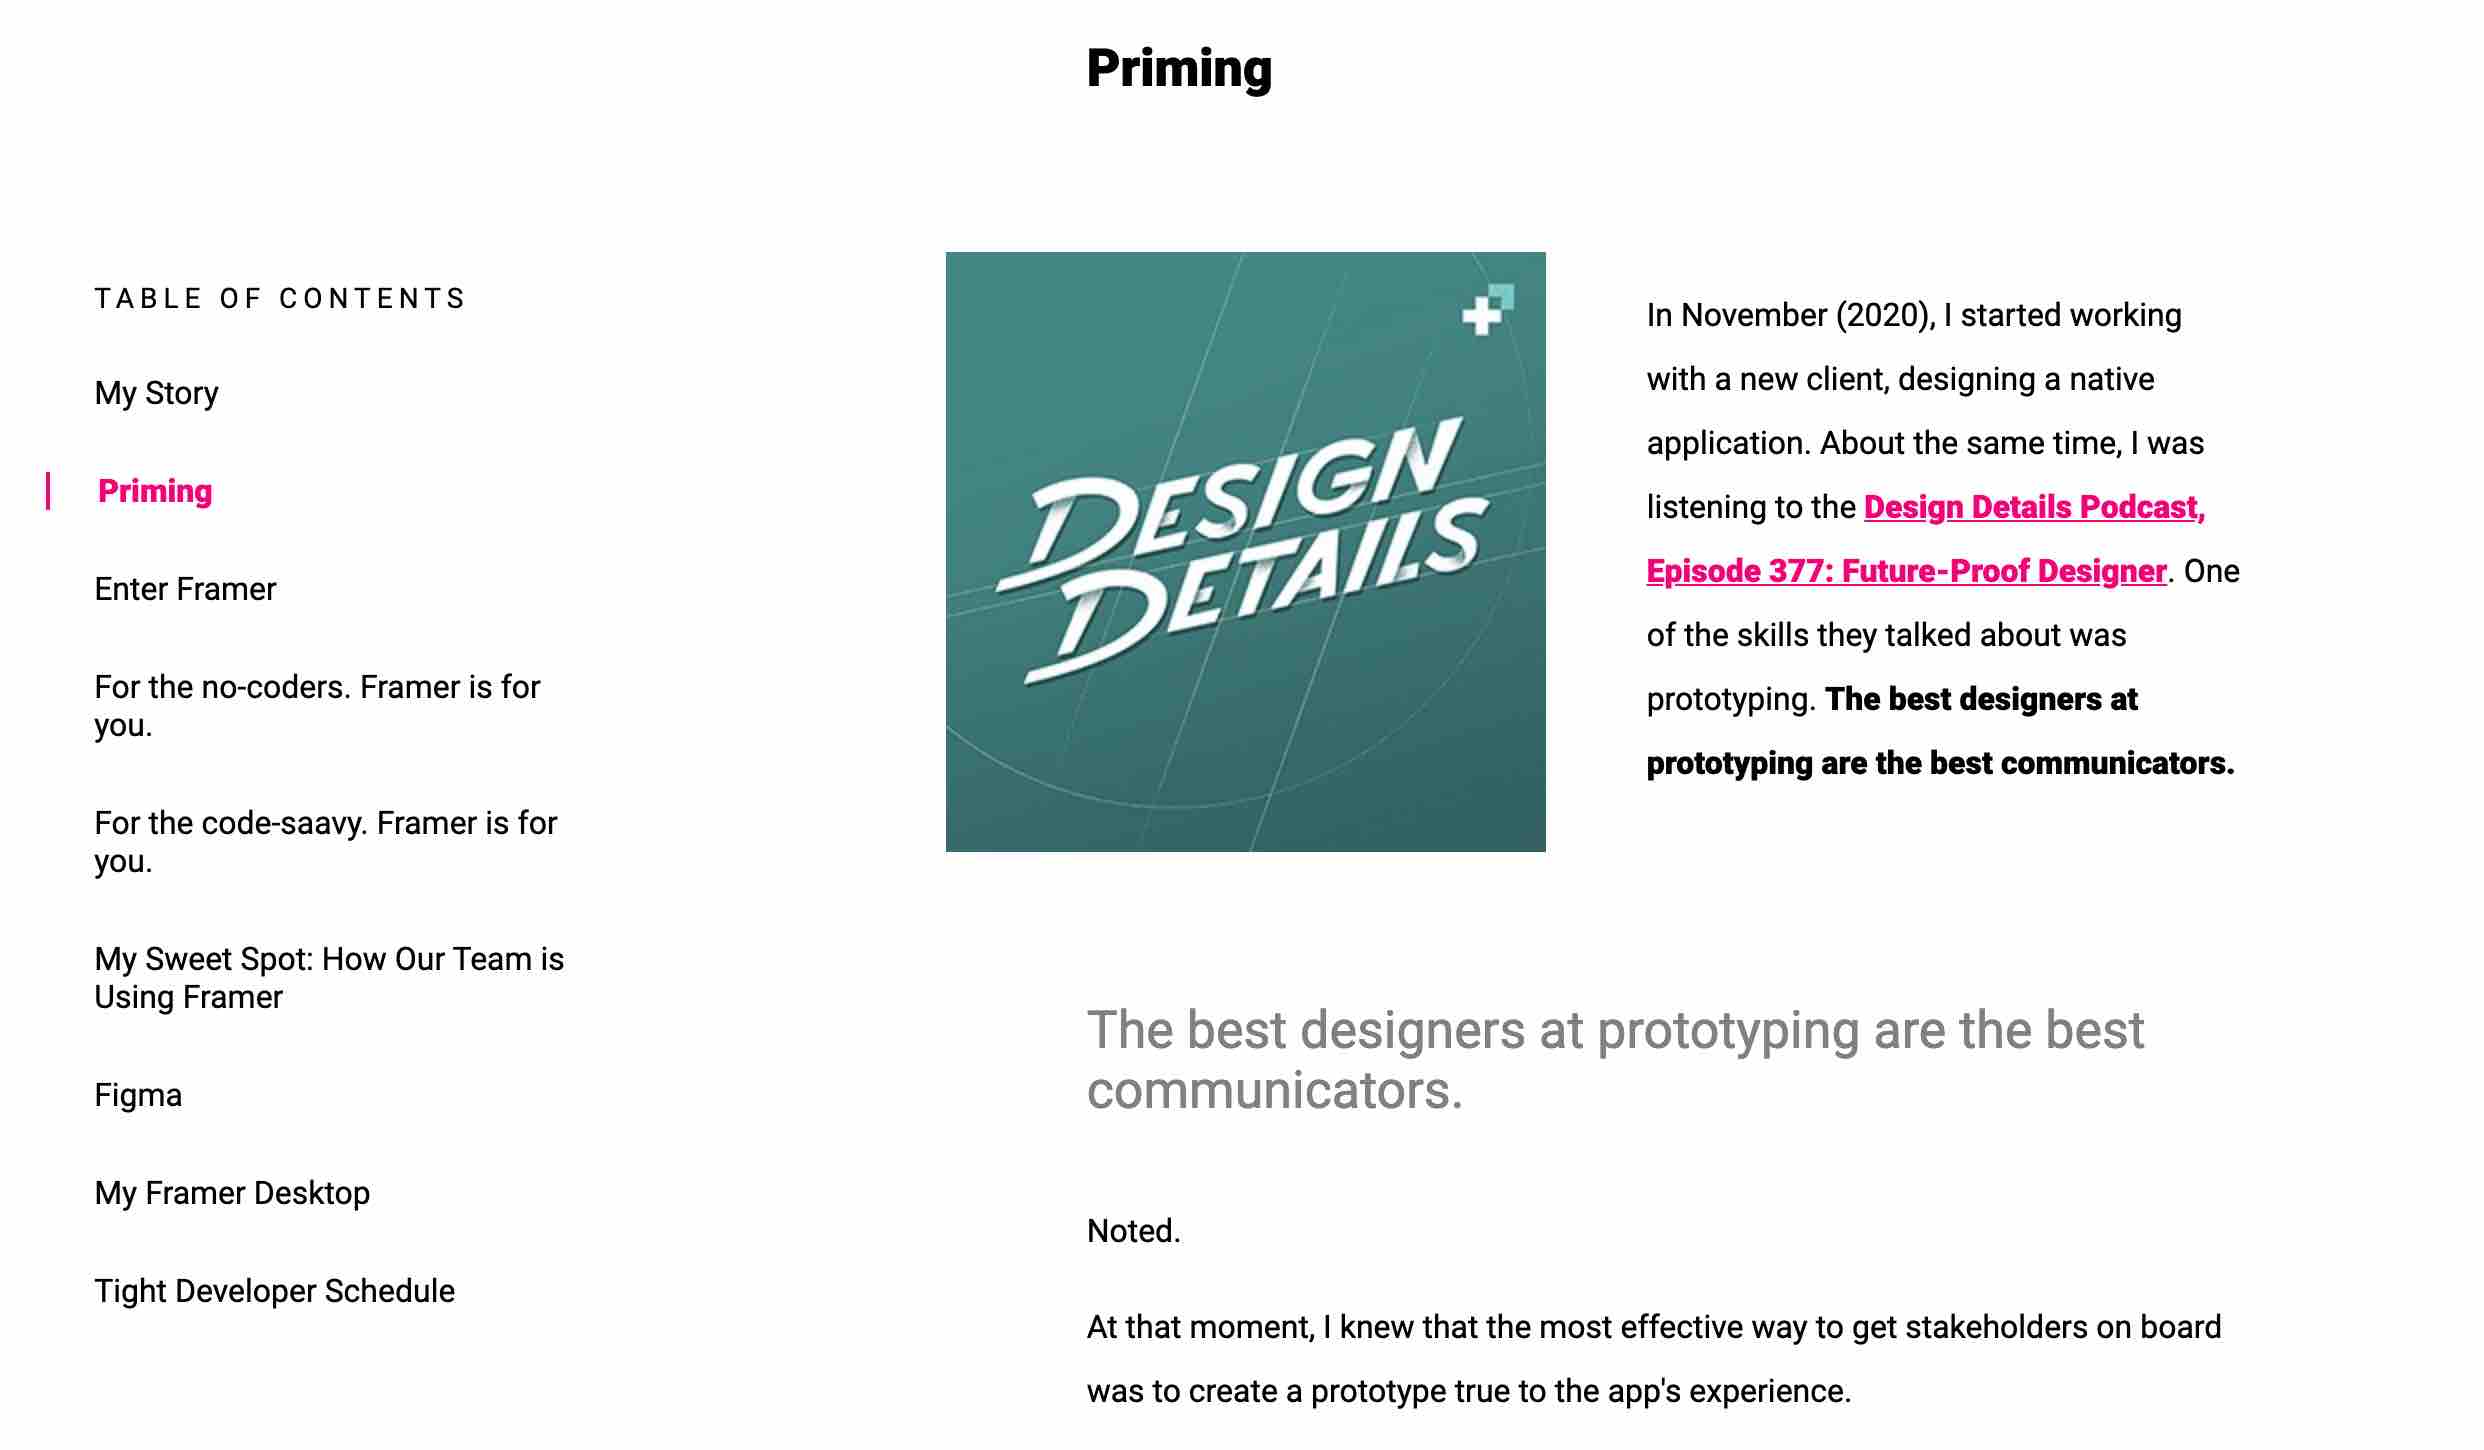 Priming
TABLE OF CONTENTS
My Story
Priming
Enter Framer
For the no-coders. Framer is for
you.
For the code-saavy. Framer is for
you.
My Sweet Spot: How Our Team is
Using Framer
Figma
My Framer Desktop
Tight Developer Schedule
DESIGN
DETAILS
In November (2020), I started working
with a new client, designing a native
application. About the same time, I was
listening to the Design Details Podcast,
Episode 377: Future-Proof Designer. One
of the skills they talked about was
prototyping. The best designers at
prototyping are the best communicators.
The best designers at prototyping are the best
communicators.
Noted.
At that moment, I knew that the most effective way to get stakeholders on board
was to create a prototype true to the app's experience.